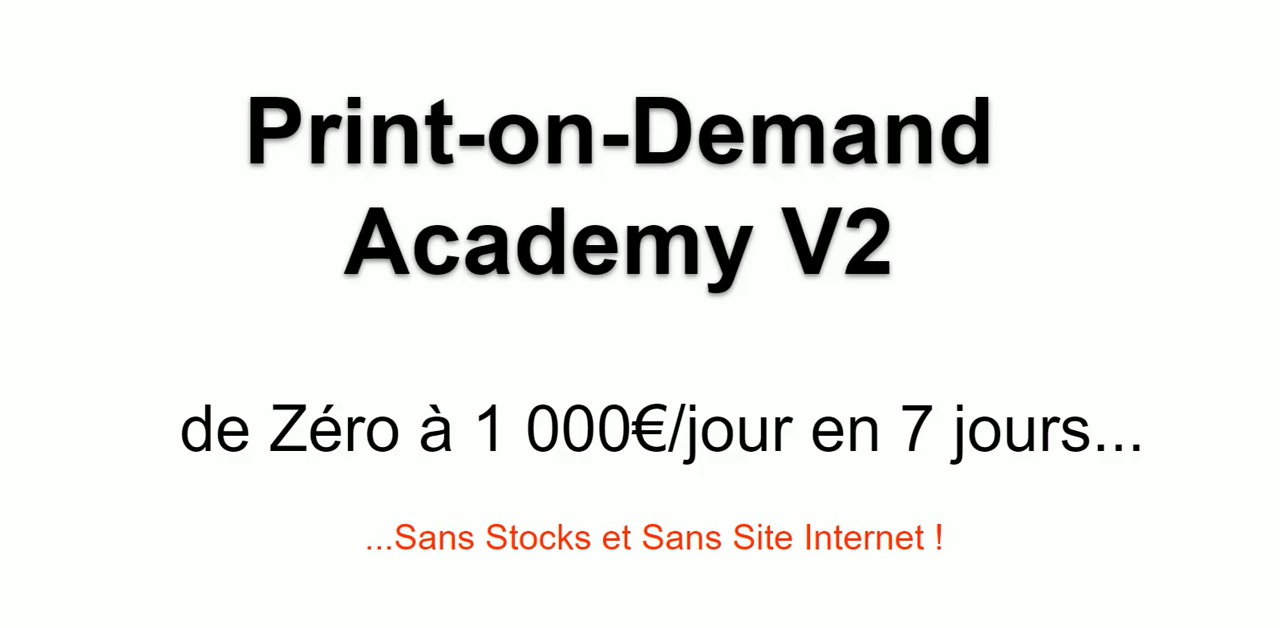 Print-on-Demand
Academy V2
de Zéro à 1 000€/jour en 7 jours...
...Sans Stocks et Sans Site Internet !